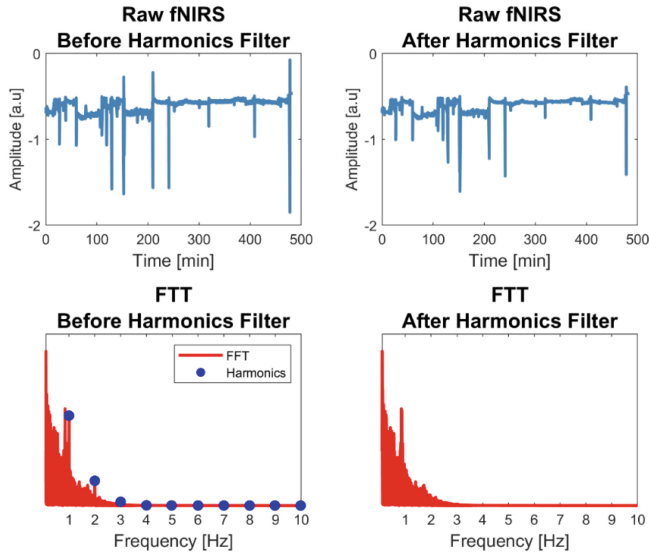 Raw fNIRS
Before Harmonics Filter
0
-1
-2
Amplitude [a.u]
0 100 200 300 400 500
Time [min]
Raw fNIRS
After Harmonics Filter
0
-1
-2
Amplitude [a.u]
0 100 200 300 400 500
Time [min]
FTT
Before Harmonics Filter
FFT
Harmonics
1 2 3 4 5 6 7 8 9 10
Frequency [Hz]
FTT
After Harmonics Filter
1 2 3 4 5 6 7 8 9 10
Frequency [Hz]